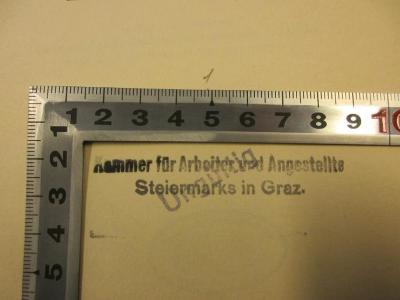 1
1 2 3 4 5 6 7 8 9 10
1
2
3
4
5
Kammer für Arbeiter und Angestellte
Steiermarks in Graz.
Ungültig